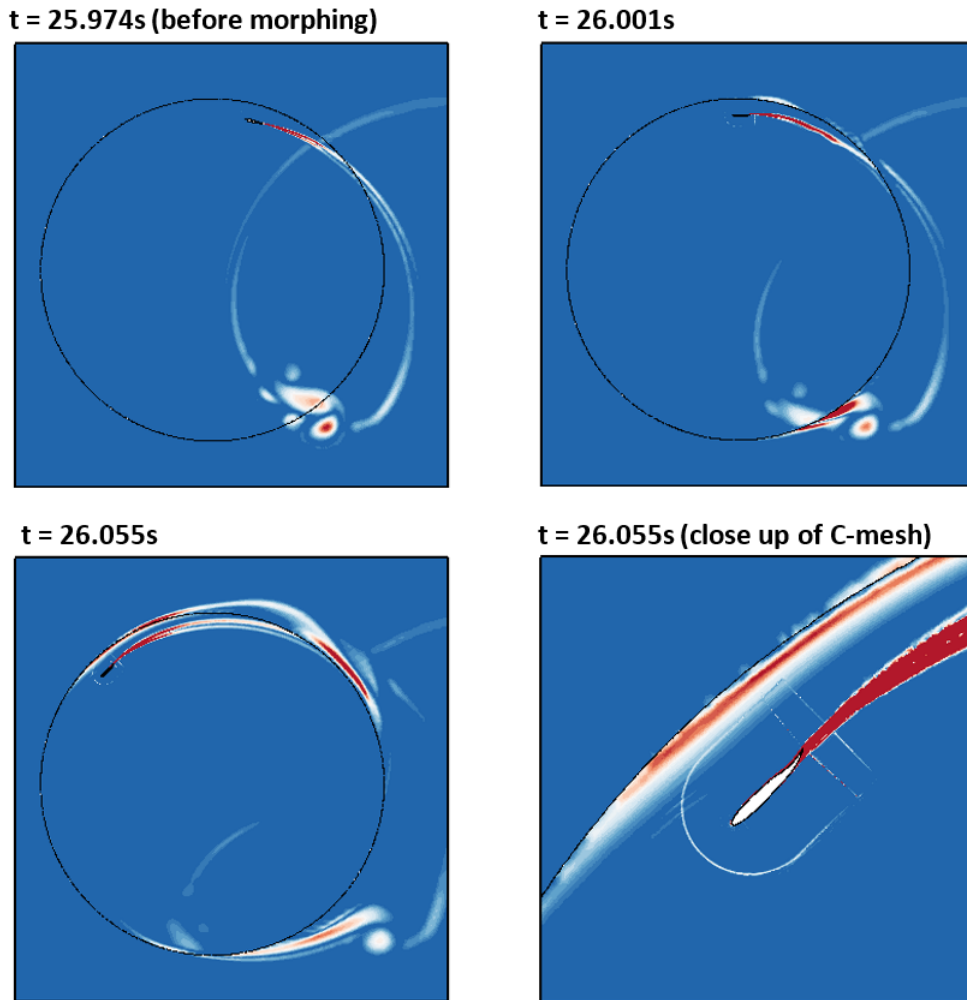 t = 25.974s (before morphing)
26.001s
t = 26.055s
t = 26.055s (close up of C-mesh)